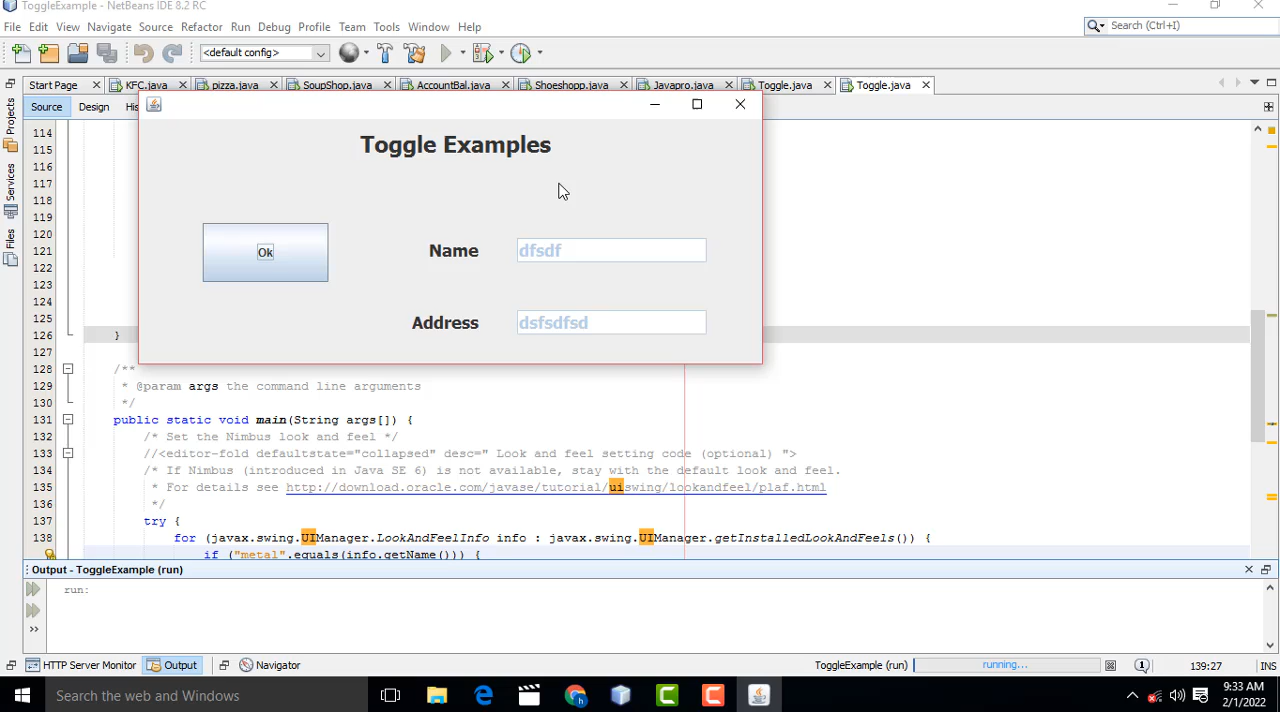 ToggleExample - NetBeans IDE 8.2 RC
File Edit View Navigate Source Refactor Run Debug Profile Team Tools Window Help
Search (Ctrl+I)
<default config>
Start Page KFC.java pizza.java SoupShop.java AccountBal.java Shoeshopp.java Javapro.java Toggle.java Toggle.java
Source Design His
Projects
Services
Files
Toggle Examples
Ok
Name dfsdf
Address dsfsdfsd
114
115
116
117
118
119
120
121
122
123
124
125
126 }
127
128 /**
129 * @param args the command line arguments
130 */
131 public static void main(String args[]) {
132 /* Set the Nimbus look and feel */
133 //<editor-fold defaultstate="collapsed" desc=" Look and feel setting code (optional) ">
134 /* If Nimbus (introduced in Java SE 6) is not available, stay with the default look and feel.
135 * For details see http://download.oracle.com/javase/tutorial/uiswing/lookandfeel/plaf.html
136 */
137 try {
138 for (javax.swing.UIManager.LookAndFeelInfo info : javax.swing.UIManager.getInstalledLookAndFeels()) {
if ("metal".equals(info.getName())) {
Output - ToggleExample (run)
run:
HTTP Server Monitor Output Navigator
ToggleExample (run) running... 1 139:27 INS
Search the web and Windows
9:33 AM
2/1/2022